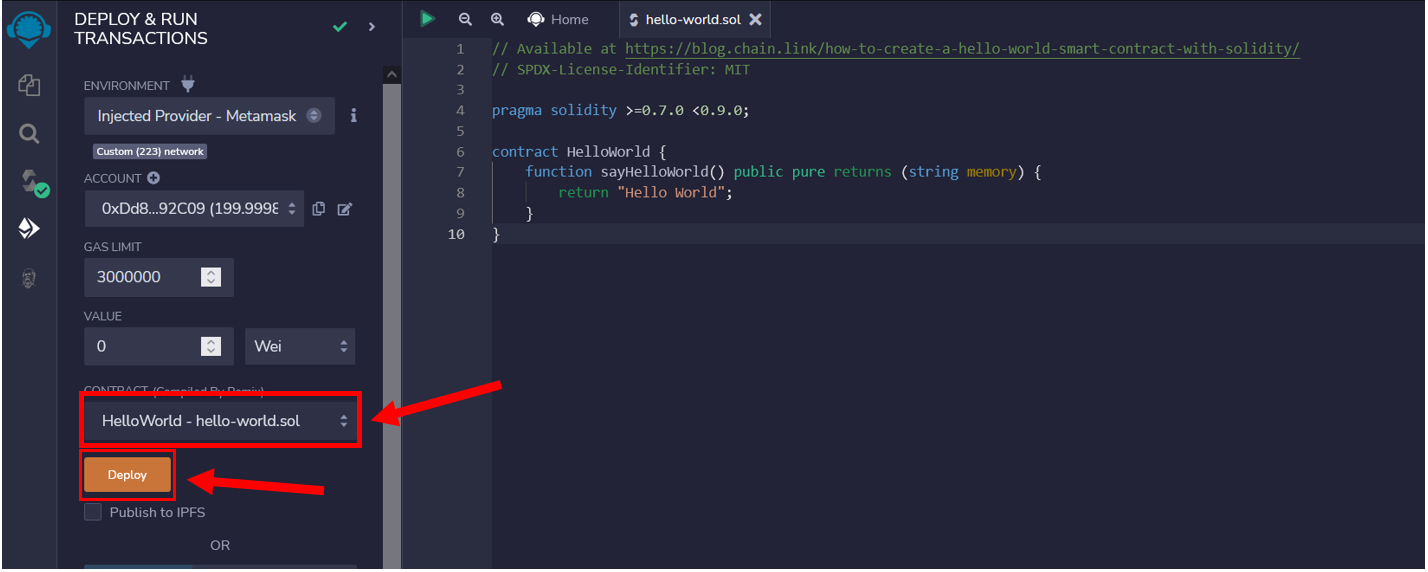 DEPLOY & RUN
TRANSACTIONS
ENVIRONMENT
Injected Provider - Metamask
Custom (223) network
ACCOUNT
0xDd8...92C09 (199.9998
GAS LIMIT
3000000
VALUE
0
Wei
CONTRACT (Compiled By Remix)
HelloWorld - hello-world.sol
Deploy
Publish to IPFS
OR
Home
hello-world.sol
1 // Available at https://blog.chain.link/how-to-create-a-hello-world-smart-contract-with-solidity/
2 // SPDX-License-Identifier: MIT
3
4 pragma solidity >=0.7.0 <0.9.0;
5
6 contract HelloWorld {
7 function sayHelloWorld() public pure returns (string memory) {
8 return "Hello World";
9 }
10 }